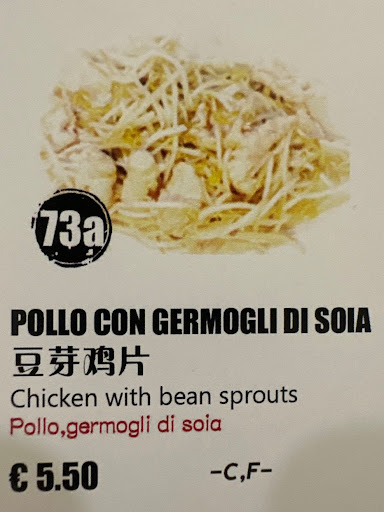 73a
POLLO CON GERMOGLI DI SOIA
豆芽鸡片
Chicken with bean sprouts
Pollo,germogli di soia
€ 5.50 -C,F-